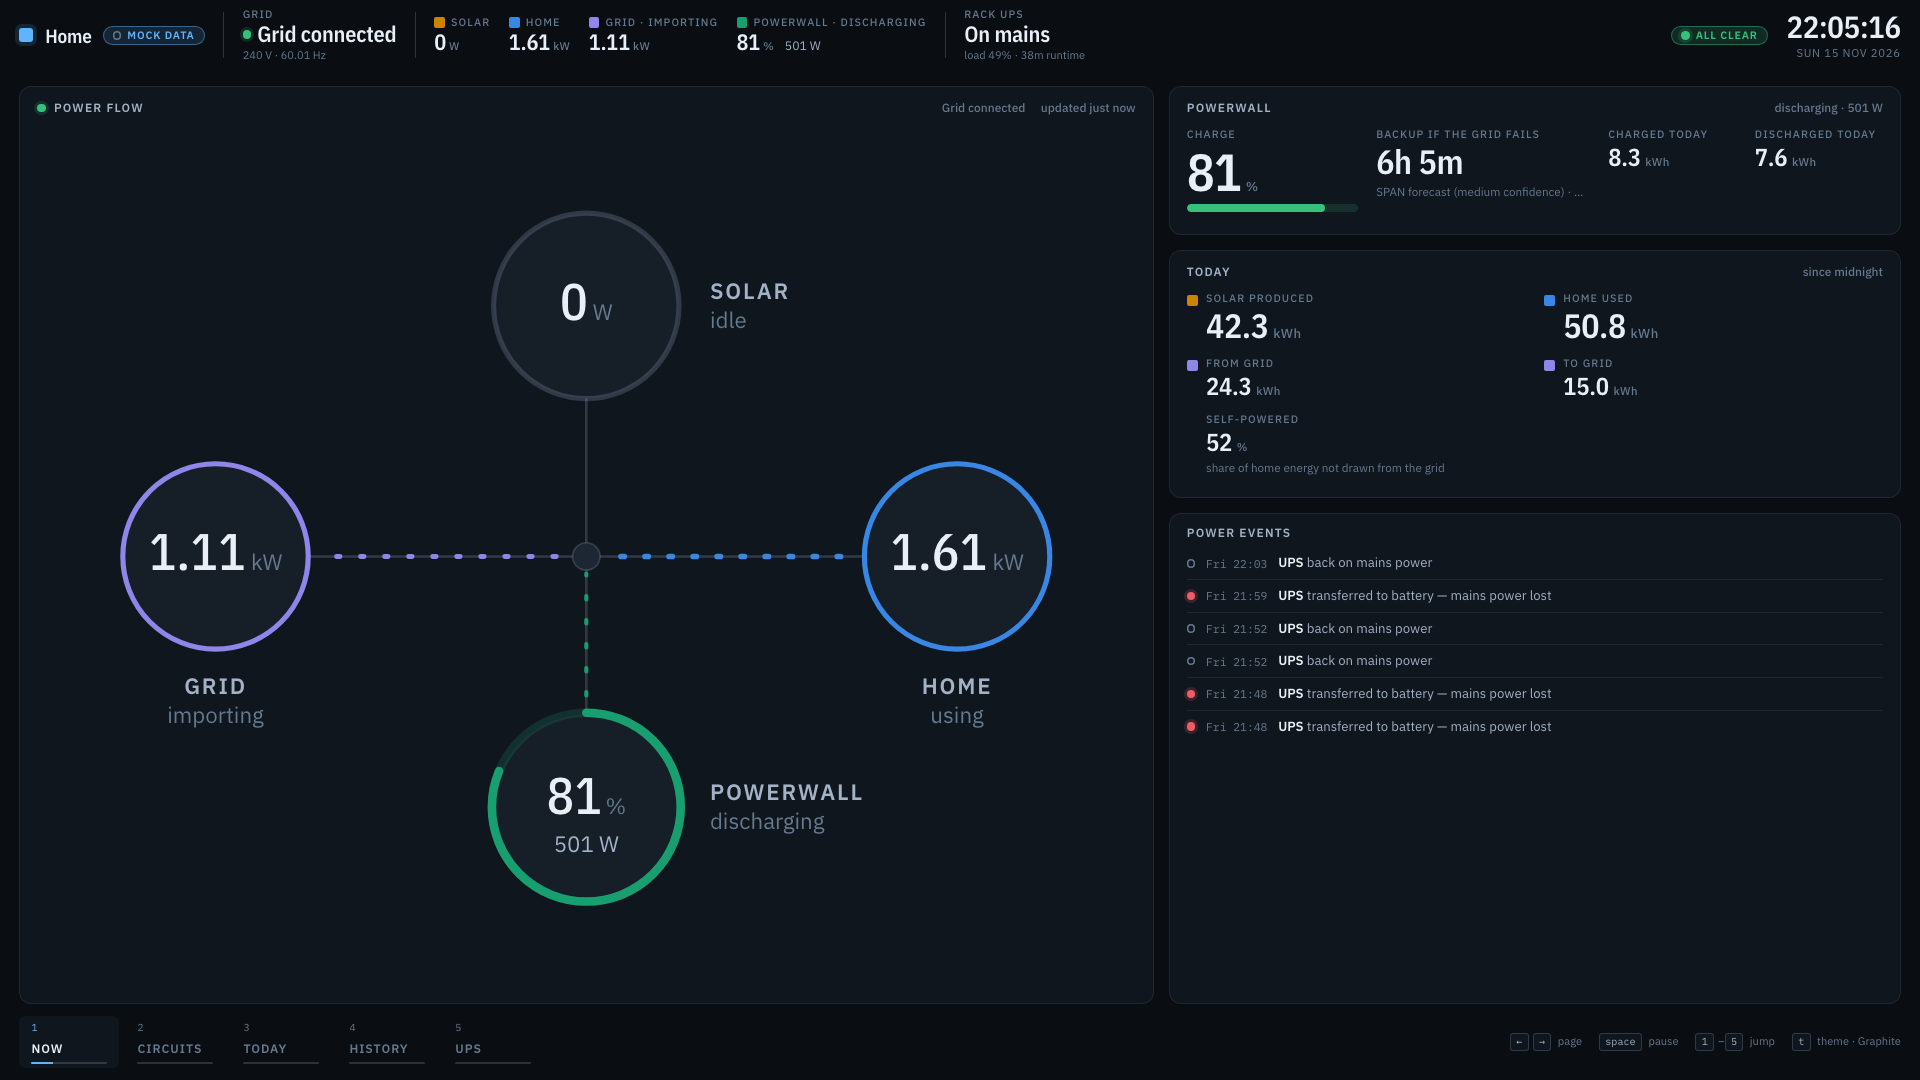 Home
MOCK DATA
GRID
Grid connected
240 V · 60.01 Hz
SOLAR
0 W
HOME
1.61 kW
GRID · IMPORTING
1.11 kW
POWERWALL · DISCHARGING
81 % 501 W
RACK UPS
On mains
load 49% · 38m runtime
ALL CLEAR
22:05:16
SUN 15 NOV 2026
POWER FLOW
Grid connected updated just now
0 W
SOLAR
idle
1.11 kW
GRID
importing
1.61 kW
HOME
using
81 %
501 W
POWERWALL
discharging
POWERWALL
discharging · 501 W
CHARGE
81 %
BACKUP IF THE GRID FAILS
6h 5m
SPAN forecast (medium confidence) · ...
CHARGED TODAY
8.3 kWh
DISCHARGED TODAY
7.6 kWh
TODAY
since midnight
SOLAR PRODUCED
42.3 kWh
HOME USED
50.8 kWh
FROM GRID
24.3 kWh
TO GRID
15.0 kWh
SELF-POWERED
52 %
share of home energy not drawn from the grid
POWER EVENTS
Fri 22:03 UPS back on mains power
Fri 21:59 UPS transferred to battery — mains power lost
Fri 21:52 UPS back on mains power
Fri 21:52 UPS back on mains power
Fri 21:48 UPS transferred to battery — mains power lost
Fri 21:48 UPS transferred to battery — mains power lost
1
NOW
2
CIRCUITS
3
TODAY
4
HISTORY
5
UPS
← → page space pause 1 – 5 jump t theme · Graphite